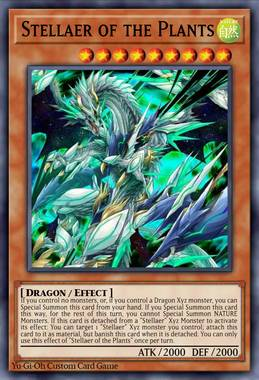 Stellaer of the Plants
自然
[ Dragon / Effect ]
If you control no monsters, or, if you control a Dragon Xyz monster, you can
Special Summon this card from your hand. If you Special Summon this card
this way, for the rest of this turn, you cannot Special Summon NATURE
Monsters. If this card is detached from a "Stellaer" Xyz Monster to activate
its effect: You can target 1 "Stellaer" Xyz monster you control; attach this
card to it as material, but banish this card when it is detached. You can only
use this effect of "Stellaer of the Plants" once per turn.
ATK / 2000 DEF / 2000
Yu-Gi-Oh Custom Card Game